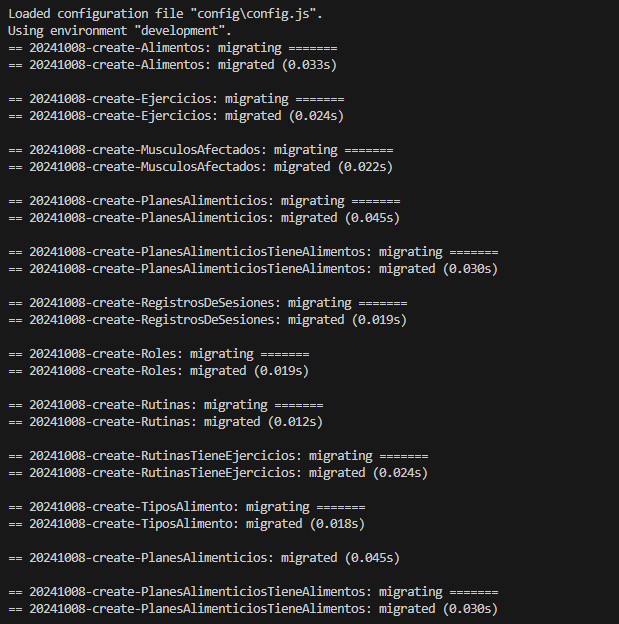 Loaded configuration file "config\config.js".
Using environment "development".
== 20241008-create-Alimentos: migrating =======
== 20241008-create-Alimentos: migrated (0.033s)
== 20241008-create-Ejercicios: migrating =======
== 20241008-create-Ejercicios: migrated (0.024s)
== 20241008-create-MusculosAfectados: migrating =======
== 20241008-create-MusculosAfectados: migrated (0.022s)
== 20241008-create-PlanesAlimenticios: migrating =======
== 20241008-create-PlanesAlimenticios: migrated (0.045s)
== 20241008-create-PlanesAlimenticiosTieneAlimentos: migrating =======
== 20241008-create-PlanesAlimenticiosTieneAlimentos: migrated (0.030s)
== 20241008-create-RegistrosDeSesiones: migrating =======
== 20241008-create-RegistrosDeSesiones: migrated (0.019s)
== 20241008-create-Roles: migrating =======
== 20241008-create-Roles: migrated (0.019s)
== 20241008-create-Rutinas: migrating =======
== 20241008-create-Rutinas: migrated (0.012s)
== 20241008-create-RutinasTieneEjercicios: migrating =======
== 20241008-create-RutinasTieneEjercicios: migrated (0.024s)
== 20241008-create-TiposAlimento: migrating =======
== 20241008-create-TiposAlimento: migrated (0.018s)
== 20241008-create-PlanesAlimenticios: migrated (0.045s)
== 20241008-create-PlanesAlimenticiosTieneAlimentos: migrating =======
== 20241008-create-PlanesAlimenticiosTieneAlimentos: migrated (0.030s)